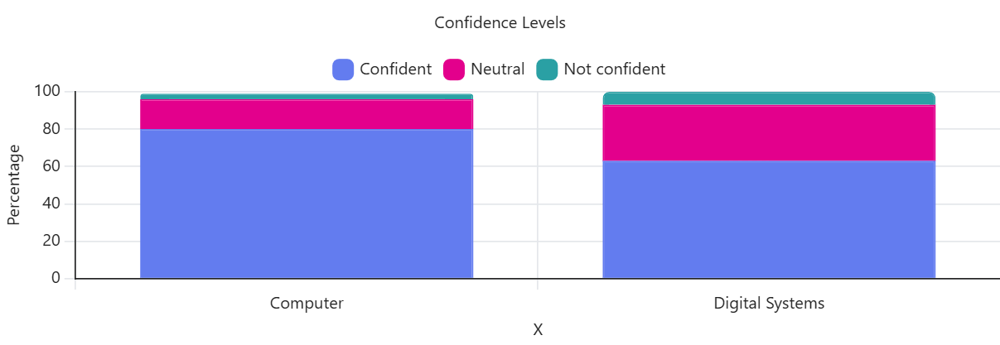 Confidence Levels
Confident Neutral Not confident
Percentage
100
80
60
40
20
0
Computer Digital Systems
X